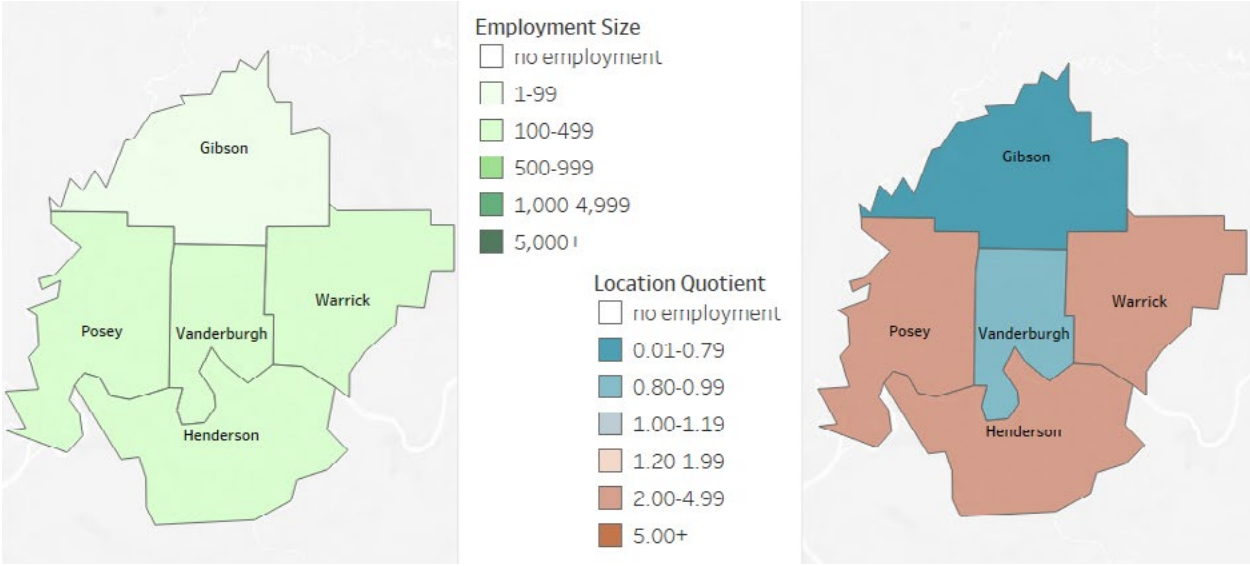 Gibson
Posey
Vanderburgh
Warrick
Henderson
Employment Size
no employment
1-99
100-499
500-999
1,000 4,999
5,000+
Location Quotient
no employment
0.01-0.79
0.80-0.99
1.00-1.19
1.20 1.99
2.00-4.99
5.00+
Gibson
Posey
Vanderburgh
Warrick
Henderson